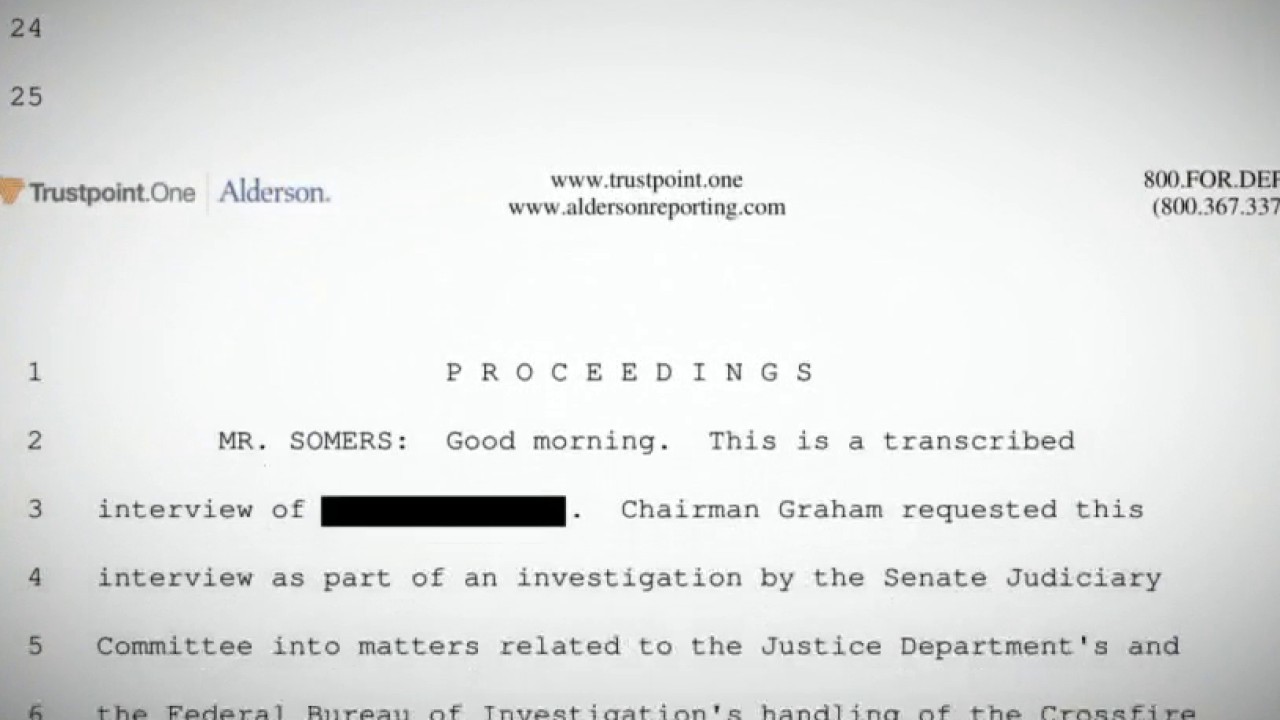 24
25
Trustpoint.One Alderson. www.trustpoint.one 800.FOR.DEP
www.aldersonreporting.com (800.367.337
1 P R O C E E D I N G S
2 MR. SOMERS: Good morning. This is a transcribed
3 interview of . Chairman Graham requested this
4 interview as part of an investigation by the Senate Judiciary
5 Committee into matters related to the Justice Department's and
6 the Federal Bureau of Investigation's handling of the Crossfire